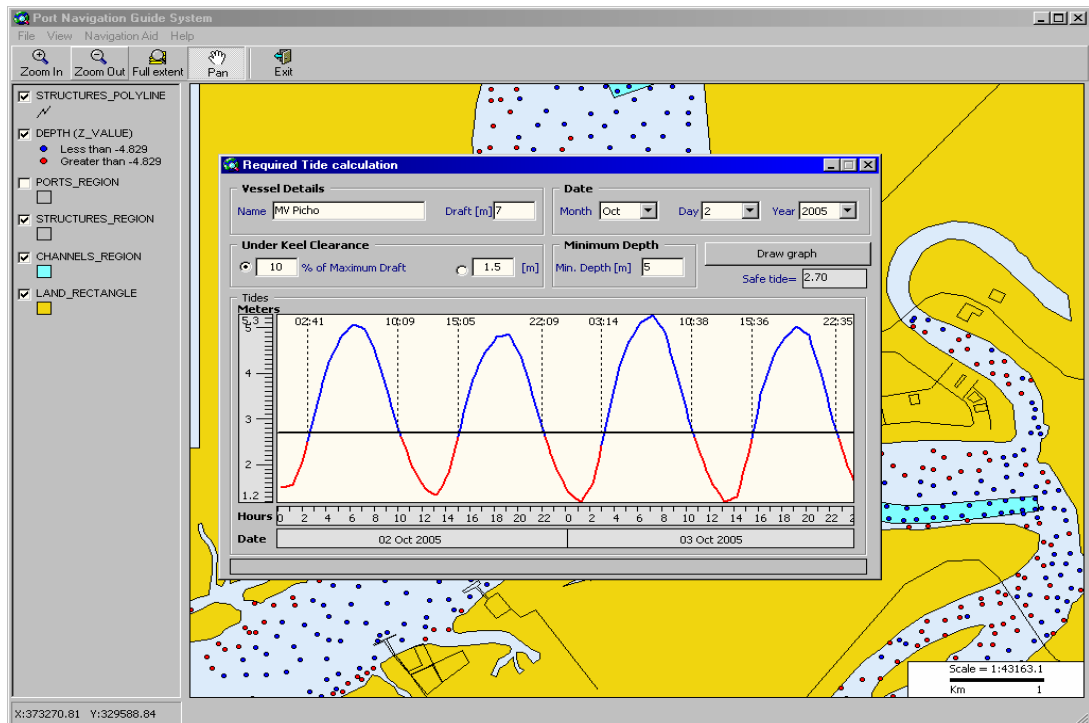 Port Navigation Guide System
File View Navigation Aid Help
Zoom In Zoom Out Full extent Pan Exit
STRUCTURES_POLYLINE
DEPTH (Z_VALUE)
Less than -4.829
Greater than -4.829
PORTS_REGION
STRUCTURES_REGION
CHANNELS_REGION
LAND_RECTANGLE
Required Tide calculation
Vessel Details
Name MV Picho Draft [m] 7
Date
Month Oct Day 2 Year 2005
Under Keel Clearance
10 % of Maximum Draft 1.5 [m]
Minimum Depth
Min. Depth [m] 5
Draw graph
Safe tide= 2.70
Tides
Meters
02:41 10:09 15:05 22:09 03:14 10:38 15:36 22:35
5.3
5
4
3
2
1.2
Hours 0 2 4 6 8 10 12 14 16 18 20 22 0 2 4 6 8 10 12 14 16 18 20 22 2
Date 02 Oct 2005 03 Oct 2005
Scale = 1:43163.1
Km 1
X:373270.81 Y:329588.84